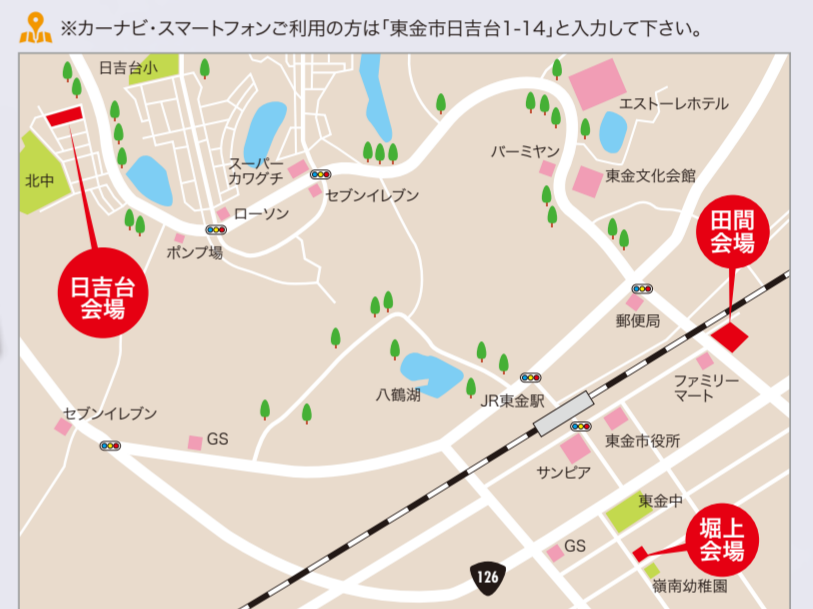 ※カーナビ・スマートフォンご利用の方は「東金市日吉台1-14」と入力して下さい。
日吉台小
エストーレホテル
バーミヤン
スーパー
カワグチ
東金文化会館
北中
セブンイレブン
ローソン
田間
会場
ポンプ場
日吉台
会場
郵便局
ファミリー
マート
八鶴湖
JR東金駅
セブンイレブン
GS
東金市役所
サンピア
東金中
堀上
会場
GS
126
嶺南幼稚園